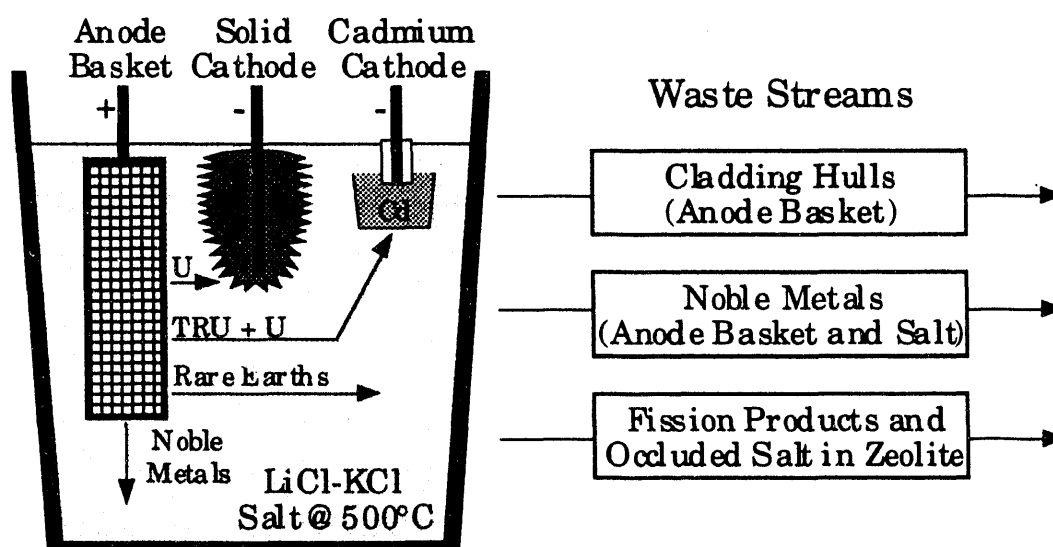 Anode Basket
Solid Cathode
Cadmium Cathode
+
-
-
Cd
U
TRU + U
Rare Earths
Noble Metals
LiCl-KCl
Salt @ 500°C
Waste Streams
Cladding Hulls
(Anode Basket)
Noble Metals
(Anode Basket and Salt)
Fission Products and
Occluded Salt in Zeolite